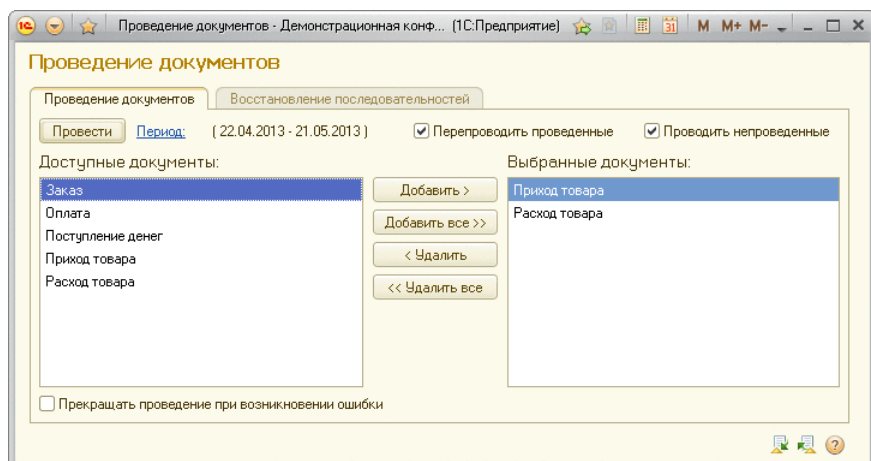 Проведение документов - Демонстрационная конф... (1С:Предприятие) 31 M M+ M-
Проведение документов
Проведение документов Восстановление последовательностей
Провести Период: ( 22.04.2013 - 21.05.2013 ) Перепроводить проведенные Проводить непроведенные
Доступные документы: Выбранные документы:
Заказ Добавить > Приход товара
Оплата Добавить все >> Расход товара
Поступление денег
Приход товара < Удалить
Расход товара << Удалить все
Прекращать проведение при возникновении ошибки